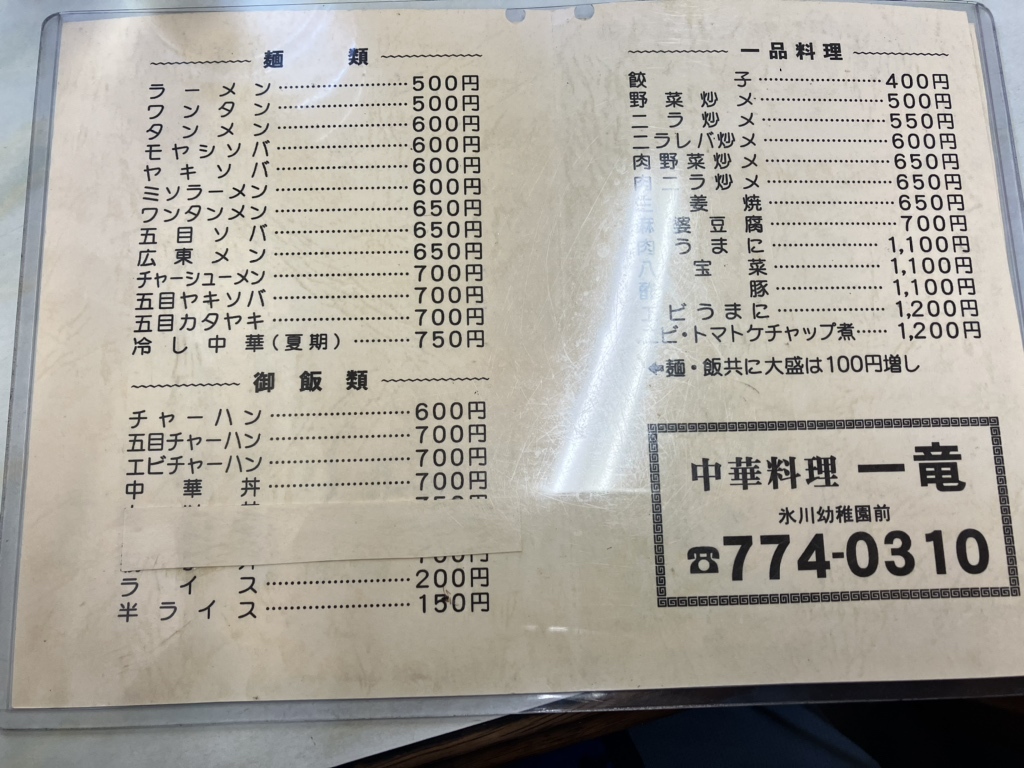 麺類
ラーメン 500円
ワンタン 500円
タンメン 600円
モヤシソバ 600円
ヤキソバ 600円
ミソラーメン 600円
ワンタンメン 650円
五目ソバ 650円
広東メン 650円
チャーシューメン 700円
五目ヤキソバ 700円
五目カタヤキ 700円
冷し中華(夏期) 750円
御飯類
チャーハン 600円
五目チャーハン 700円
エビチャーハン 700円
中華丼 700円
ライス 200円
半ライス 150円
一品料理
餃子 400円
野菜炒メ 500円
ニラ炒メ 550円
ニラレバ炒メ 600円
肉野菜炒メ 650円
肉ニラ炒メ 650円
生姜焼 650円
麻婆豆腐 700円
肉うまに 1,100円
八宝菜 1,100円
酢豚 1,100円
エビうまに 1,200円
エビ・トマトケチャップ煮 1,200円
⇦麺・飯共に大盛は100円増し
中華料理 一竜
氷川幼稚園前
☎774-0310